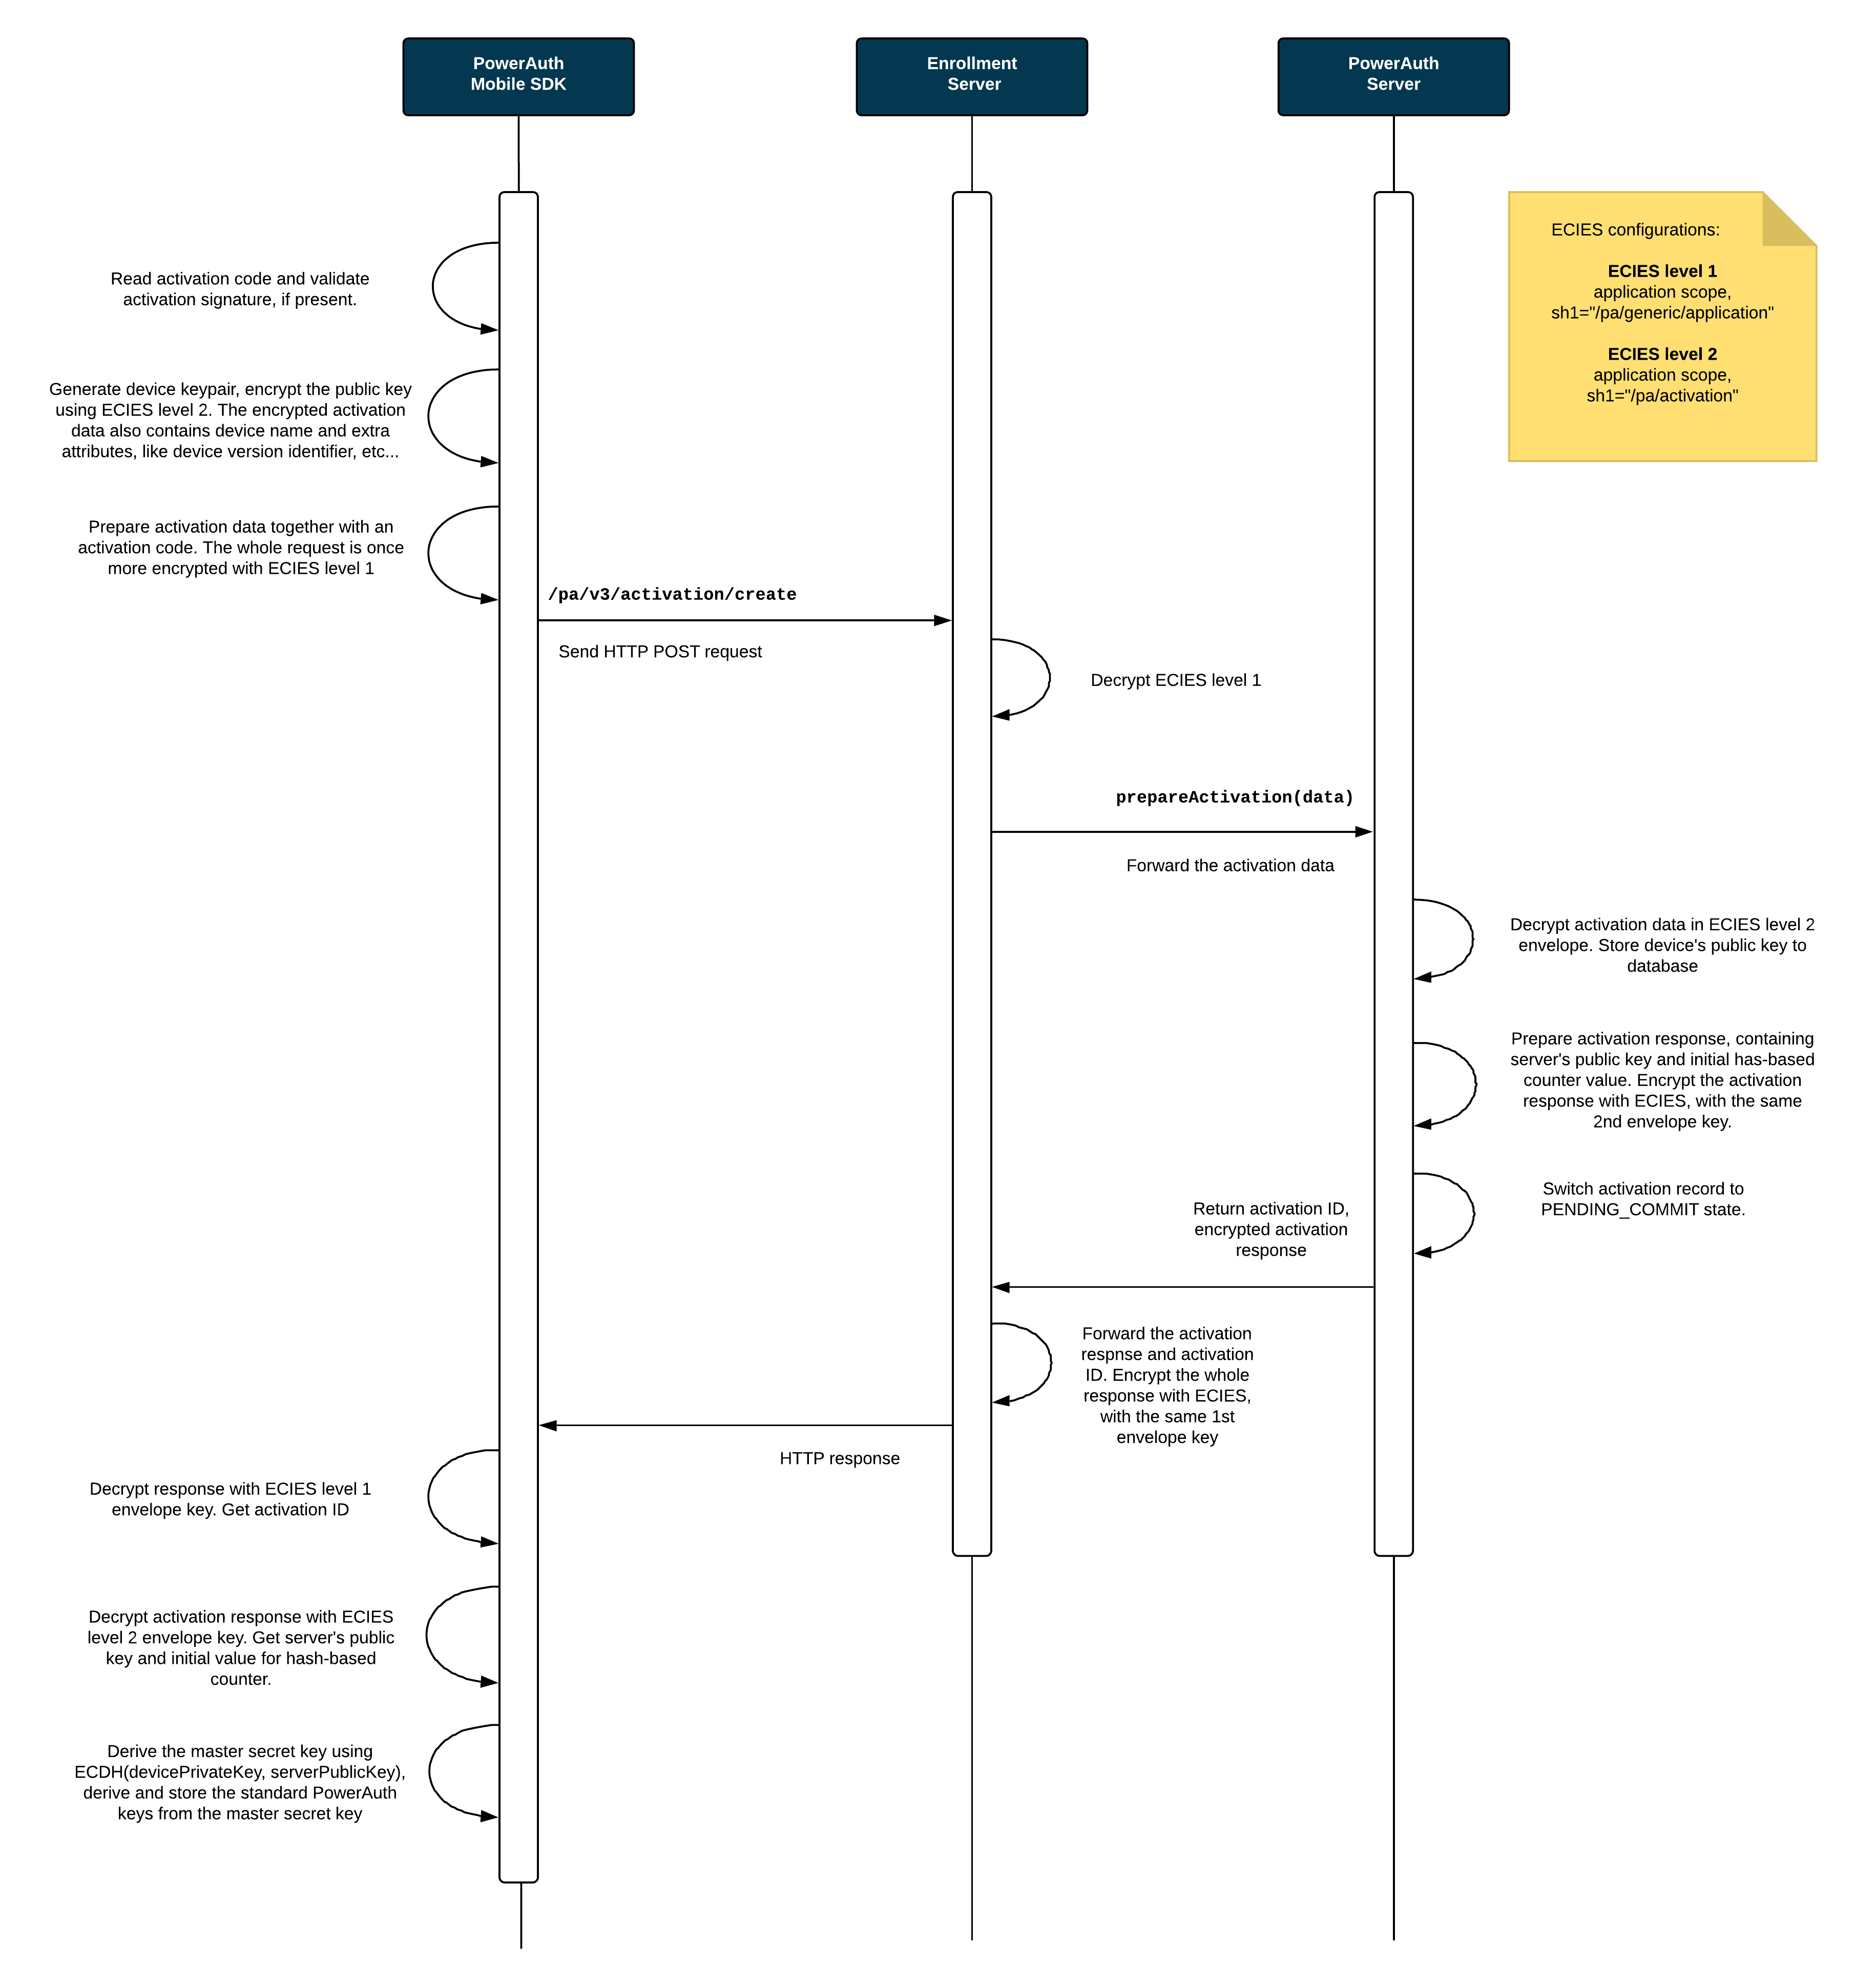 PowerAuth
Mobile SDK
Enrollment
Server
PowerAuth
Server
ECIES configurations:
ECIES level 1
application scope,
sh1="/pa/generic/application"
ECIES level 2
application scope,
sh1="/pa/activation"
Read activation code and validate
activation signature, if present.
Generate device keypair, encrypt the public key
using ECIES level 2. The encrypted activation
data also contains device name and extra
attributes, like device version identifier, etc...
Prepare activation data together with an
activation code. The whole request is once
more encrypted with ECIES level 1
/pa/v3/activation/create
Send HTTP POST request
Decrypt ECIES level 1
prepareActivation(data)
Forward the activation data
Decrypt activation data in ECIES level 2
envelope. Store device's public key to
database
Prepare activation response, containing
server's public key and initial has-based
counter value. Encrypt the activation
response with ECIES, with the same
2nd envelope key.
Switch activation record to
PENDING_COMMIT state.
Return activation ID,
encrypted activation
response
Forward the activation
respnse and activation
ID. Encrypt the whole
response with ECIES,
with the same 1st
envelope key
HTTP response
Decrypt response with ECIES level 1
envelope key. Get activation ID
Decrypt activation response with ECIES
level 2 envelope key. Get server's public
key and initial value for hash-based
counter.
Derive the master secret key using
ECDH(devicePrivateKey, serverPublicKey),
derive and store the standard PowerAuth
keys from the master secret key